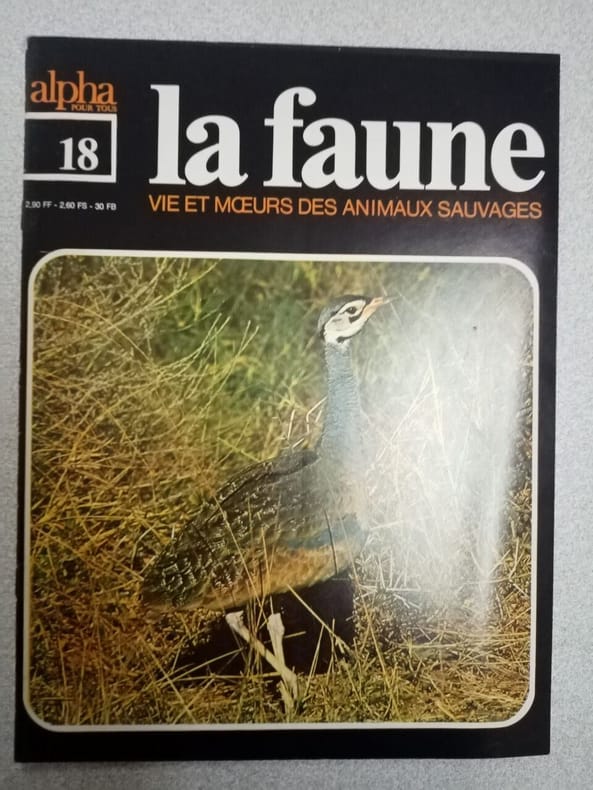 alpha
POUR TOUS
18
2,90 FF - 2,60 FS - 30 FB
la faune
VIE ET MŒURS DES ANIMAUX SAUVAGES